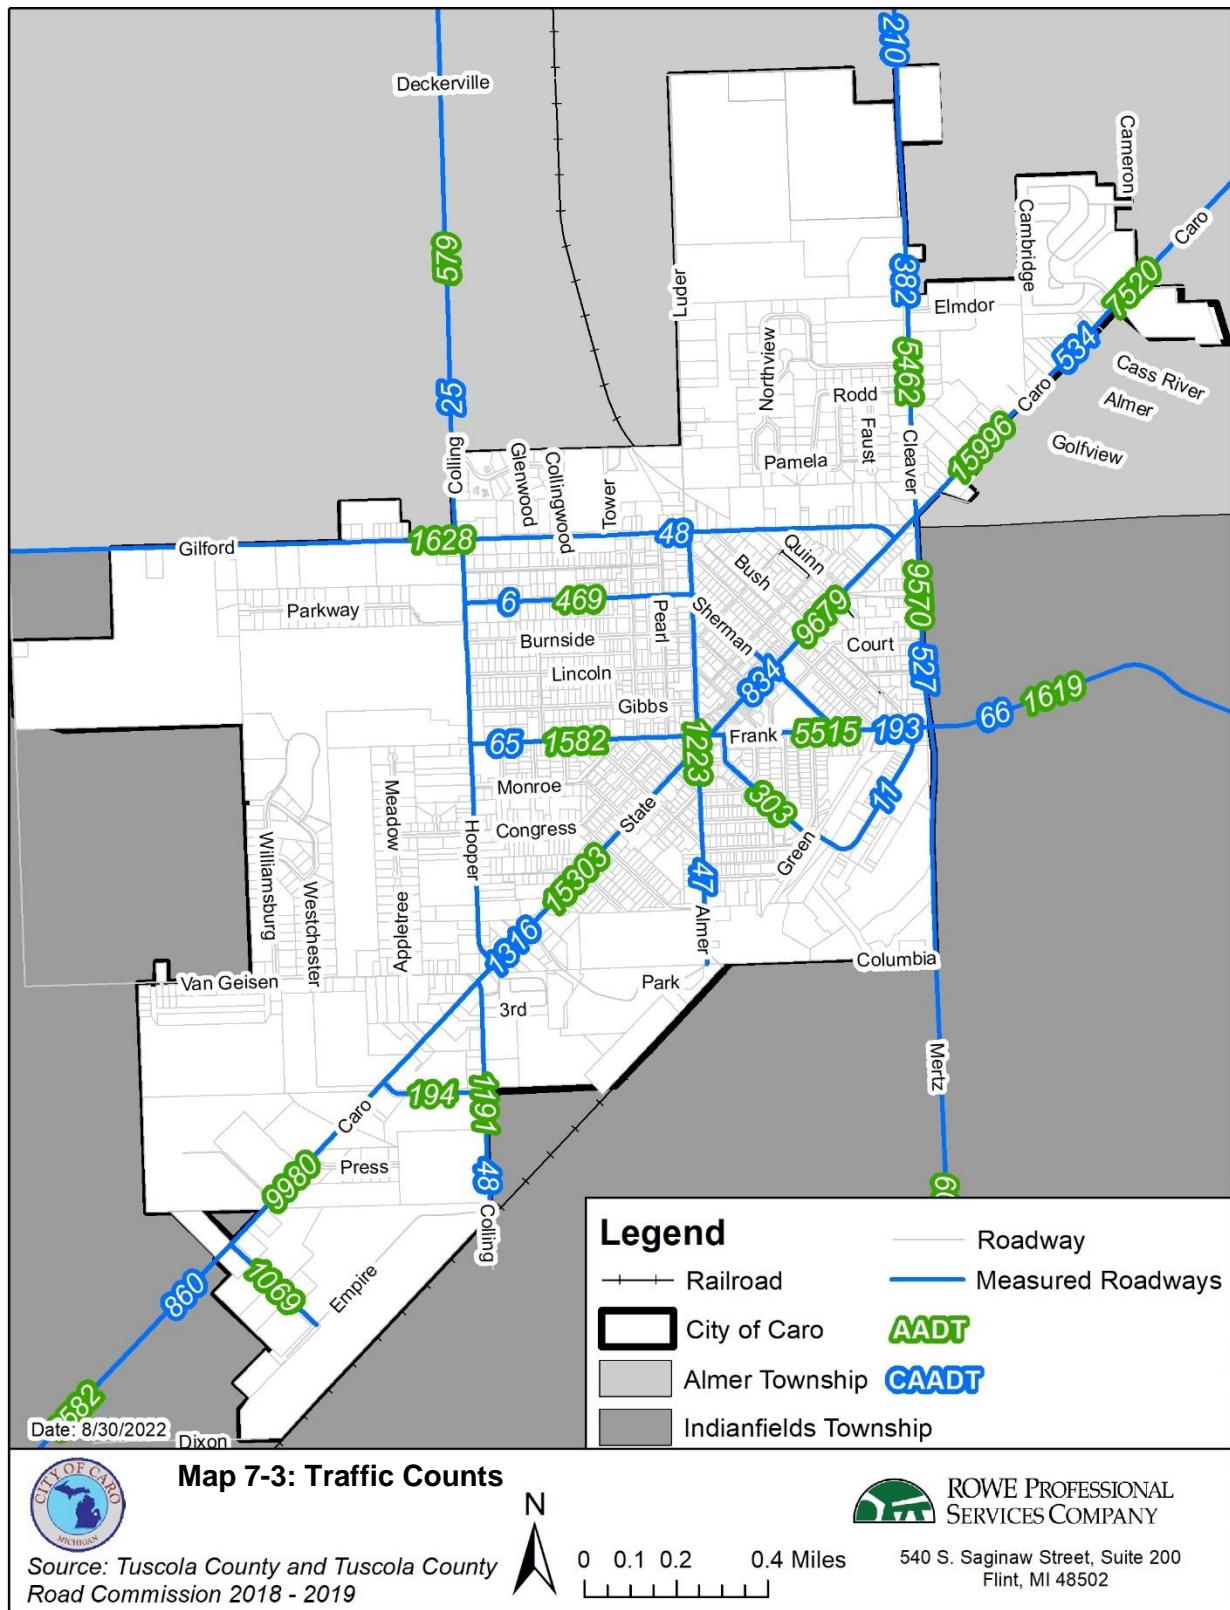 210
Deckerville
Cameron
Cambridge
Caro
675
382
7520
Luder
Elmdor
534
Northview
5462
Cass River
25
Rodd
Caro
Almer
Faust
Cleaver
15996
Golfview
Colling
Glenwood
Collingwood
Tower
Pamela
Gilford
1628
48
Quinn
Bush
9570
Parkway
6
469
Pearl
Sherman
9679
Burnside
Court
Lincoln
834
527
Gibbs
66
1619
65
1582
1223
Frank
5515
193
Meadow
Monroe
303
11
Hooper
Congress
State
Green
Williamsburg
Westchester
Appletree
15303
47
Almer
1316
Columbia
Van Geisen
Park
3rd
Mertz
194
1191
Caro
Press
9980
48
Colling
1069
Empire
860
582
Date: 8/30/2022
Dixon
Legend
Railroad
City of Caro
Almer Township
Indianfields Township
Roadway
Measured Roadways
AADT
CAADT
Map 7-3: Traffic Counts
CITY OF CARO
MICHIGAN
Source: Tuscola County and Tuscola County
Road Commission 2018 - 2019
N
0 0.1 0.2 0.4 Miles
ROWE PROFESSIONAL
SERVICES COMPANY
540 S. Saginaw Street, Suite 200
Flint, MI 48502